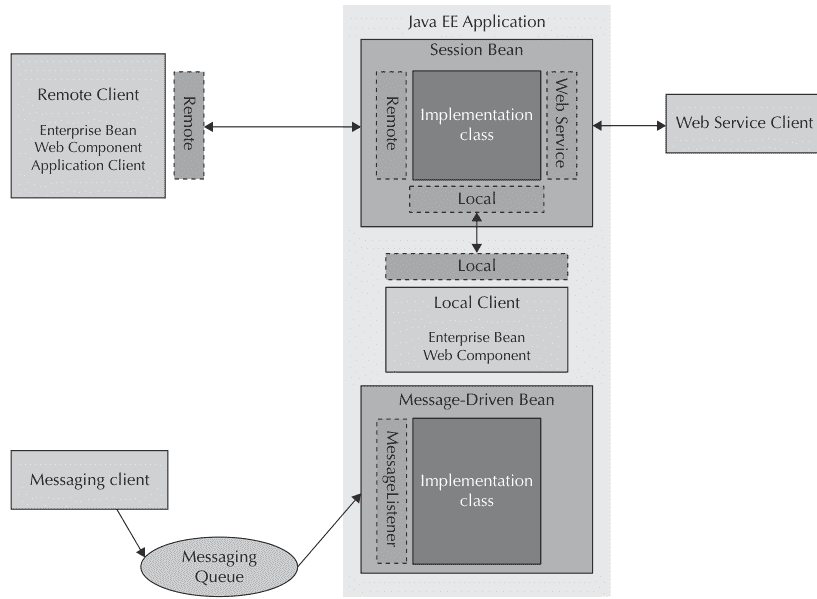 Java EE Application
Session Bean
Remote Client
Enterprise Bean
Web Component
Application Client
Remote
Remote
Implementation
class
Web Service
Web Service Client
Local
Local
Local Client
Enterprise Bean
Web Component
Message-Driven Bean
MessageListener
Implementation
class
Messaging client
Messaging
Queue